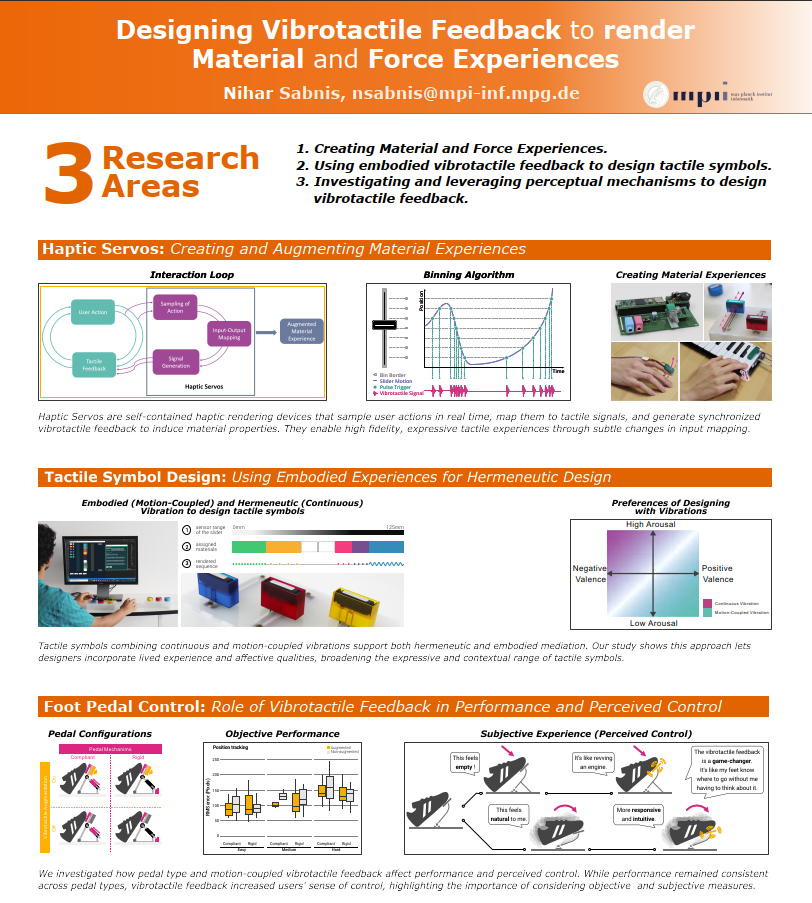 Designing Vibrotactile Feedback to render
Material and Force Experiences
Nihar Sabnis, nsabnis@mpi-inf.mpg.de
mpi
max planck institut
informatik
3 Research
Areas
1. Creating Material and Force Experiences.
2. Using embodied vibrotactile feedback to design tactile symbols.
3. Investigating and leveraging perceptual mechanisms to design
vibrotactile feedback.
Haptic Servos: Creating and Augmenting Material Experiences
Interaction Loop
User Action
Tactile
Feedback
Sampling of
Action
Input-Output
Mapping
Signal
Generation
Haptic Servos
Augmented
Material
Experience
Binning Algorithm
Position
Time
Bin Border
Slider Motion
Pulse Trigger
Vibrotactile Signal
Creating Material Experiences
Haptic Servos are self-contained haptic rendering devices that sample user actions in real time, map them to tactile signals, and generate synchronized
vibrotactile feedback to induce material properties. They enable high fidelity, expressive tactile experiences through subtle changes in input mapping.
Tactile Symbol Design: Using Embodied Experiences for Hermeneutic Design
Embodied (Motion-Coupled) and Hermeneutic (Continuous)
Vibration to design tactile symbols
1 sensor range
of the slider
0mm 125mm
2 assigned
materials
3 rendered
sequence
Preferences of Designing
with Vibrations
High Arousal
Negative
Valence
Positive
Valence
Low Arousal
Continuous Vibration
Motion-Coupled Vibration
Tactile symbols combining continuous and motion-coupled vibrations support both hermeneutic and embodied mediation. Our study shows this approach lets
designers incorporate lived experience and affective qualities, broadening the expressive and contextual range of tactile symbols.
Foot Pedal Control: Role of Vibrotactile Feedback in Performance and Perceived Control
Pedal Configurations
Pedal Mechanims
Compliant Rigid
Vibrotactile Augmentation
Objective Performance
Position tracking
Augmented
Non-augmented
RMS error (Pixels)
250
200
150
100
50
0
Compliant Rigid Compliant Rigid Compliant Rigid
Easy Medium Hard
Subjective Experience (Perceived Control)
This feels
empty !
It's like revving
an engine.
The vibrotactile feedback
is a game-changer.
It's like my feet know
where to go without me
having to think about it.
This feels
natural to me.
More responsive
and intuitive.
We investigated how pedal type and motion-coupled vibrotactile feedback affect performance and perceived control. While performance remained consistent
across pedal types, vibrotactile feedback increased users' sense of control, highlighting the importance of considering objective and subjective measures.